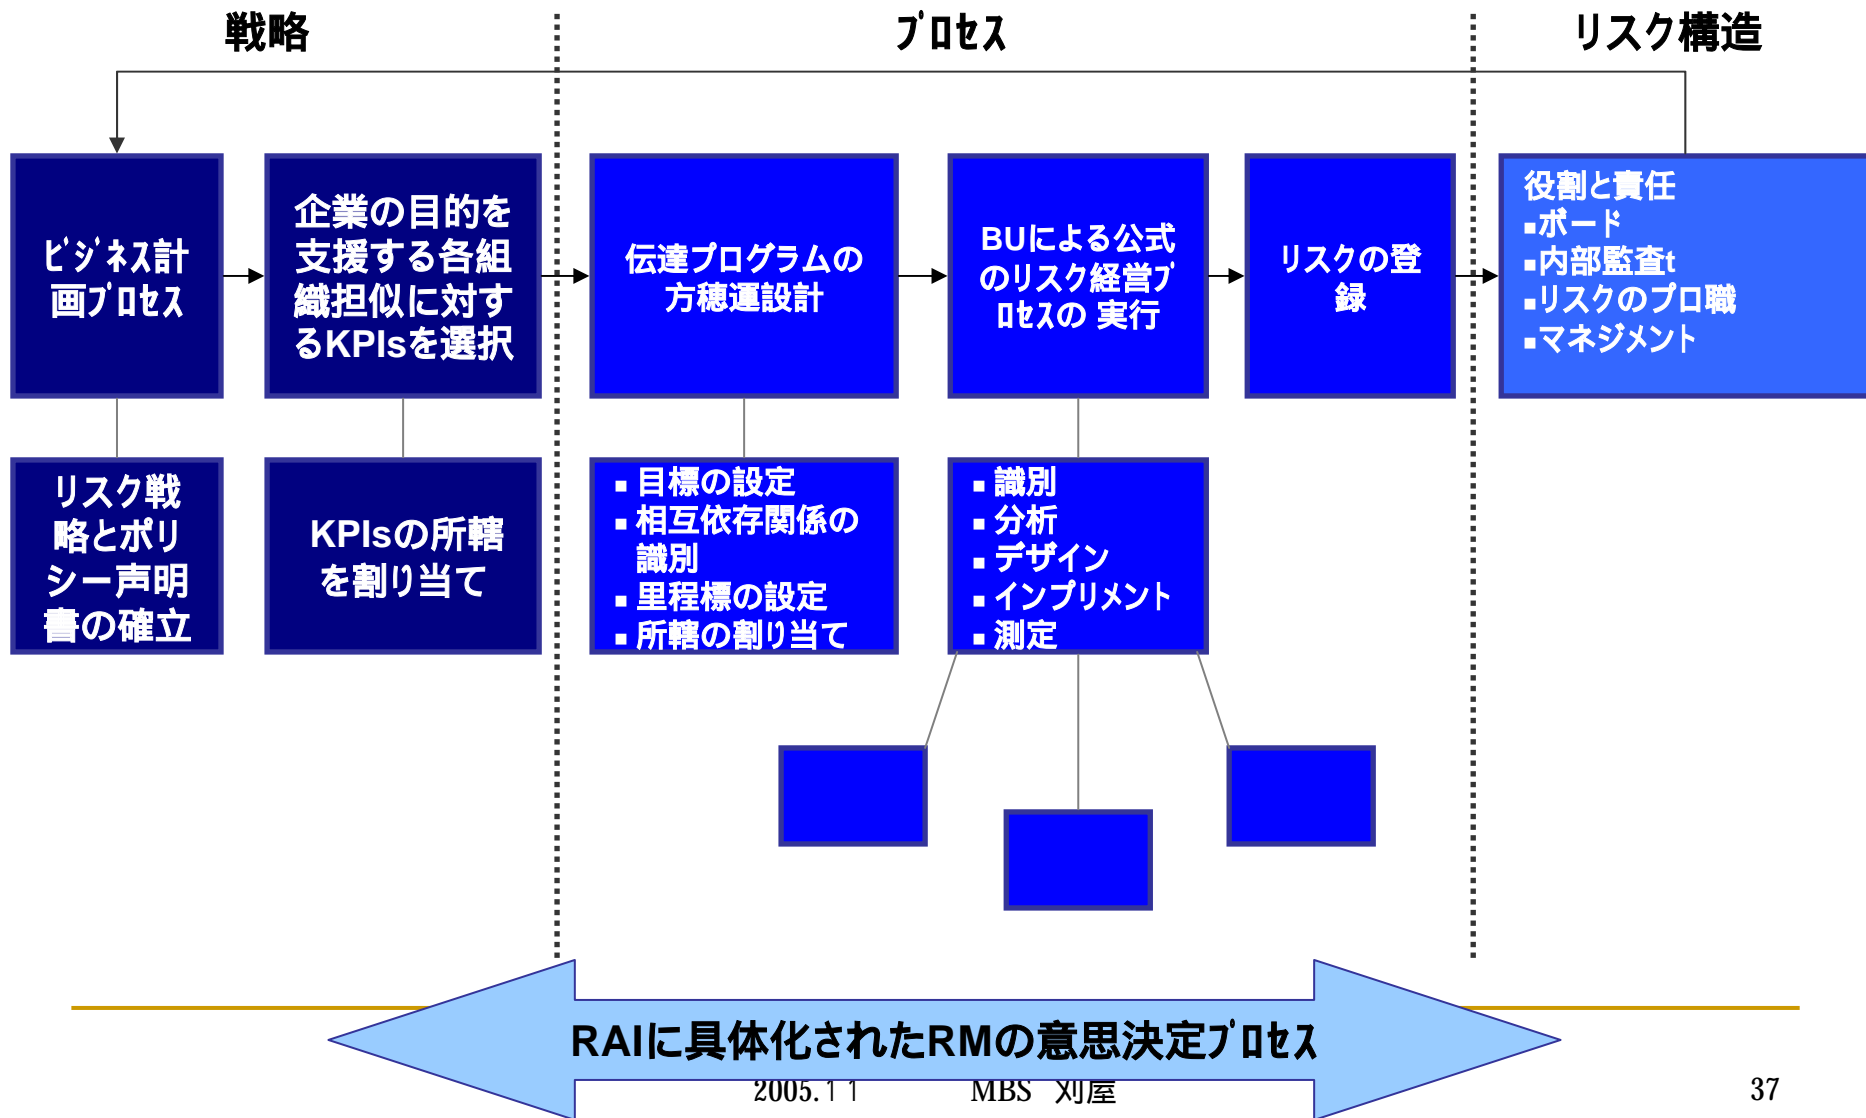 戦略
プロセス
リスク構造
ビジネス計
画プロセス
企業の目的を
支援する各組
織担似に対す
るKPIsを選択
伝達プログラムの
方穂運設計
BUによる公式
のリスク経営プ
ロセスの 実行
リスクの登
録
役割と責任
▪ボード
▪内部監査t
▪リスクのプロ職
▪マネジメント
リスク戦
略とポリ
シー声明
書の確立
KPIsの所轄
を割り当て
▪ 目標の設定
▪ 相互依存関係の
識別
▪ 里程標の設定
▪ 所轄の割り当て
▪ 識別
▪ 分析
▪ デザイン
▪ インプリメント
▪ 測定
RAIに具体化されたRMの意思決定プロセス
2005.11 MBS 刈屋
37